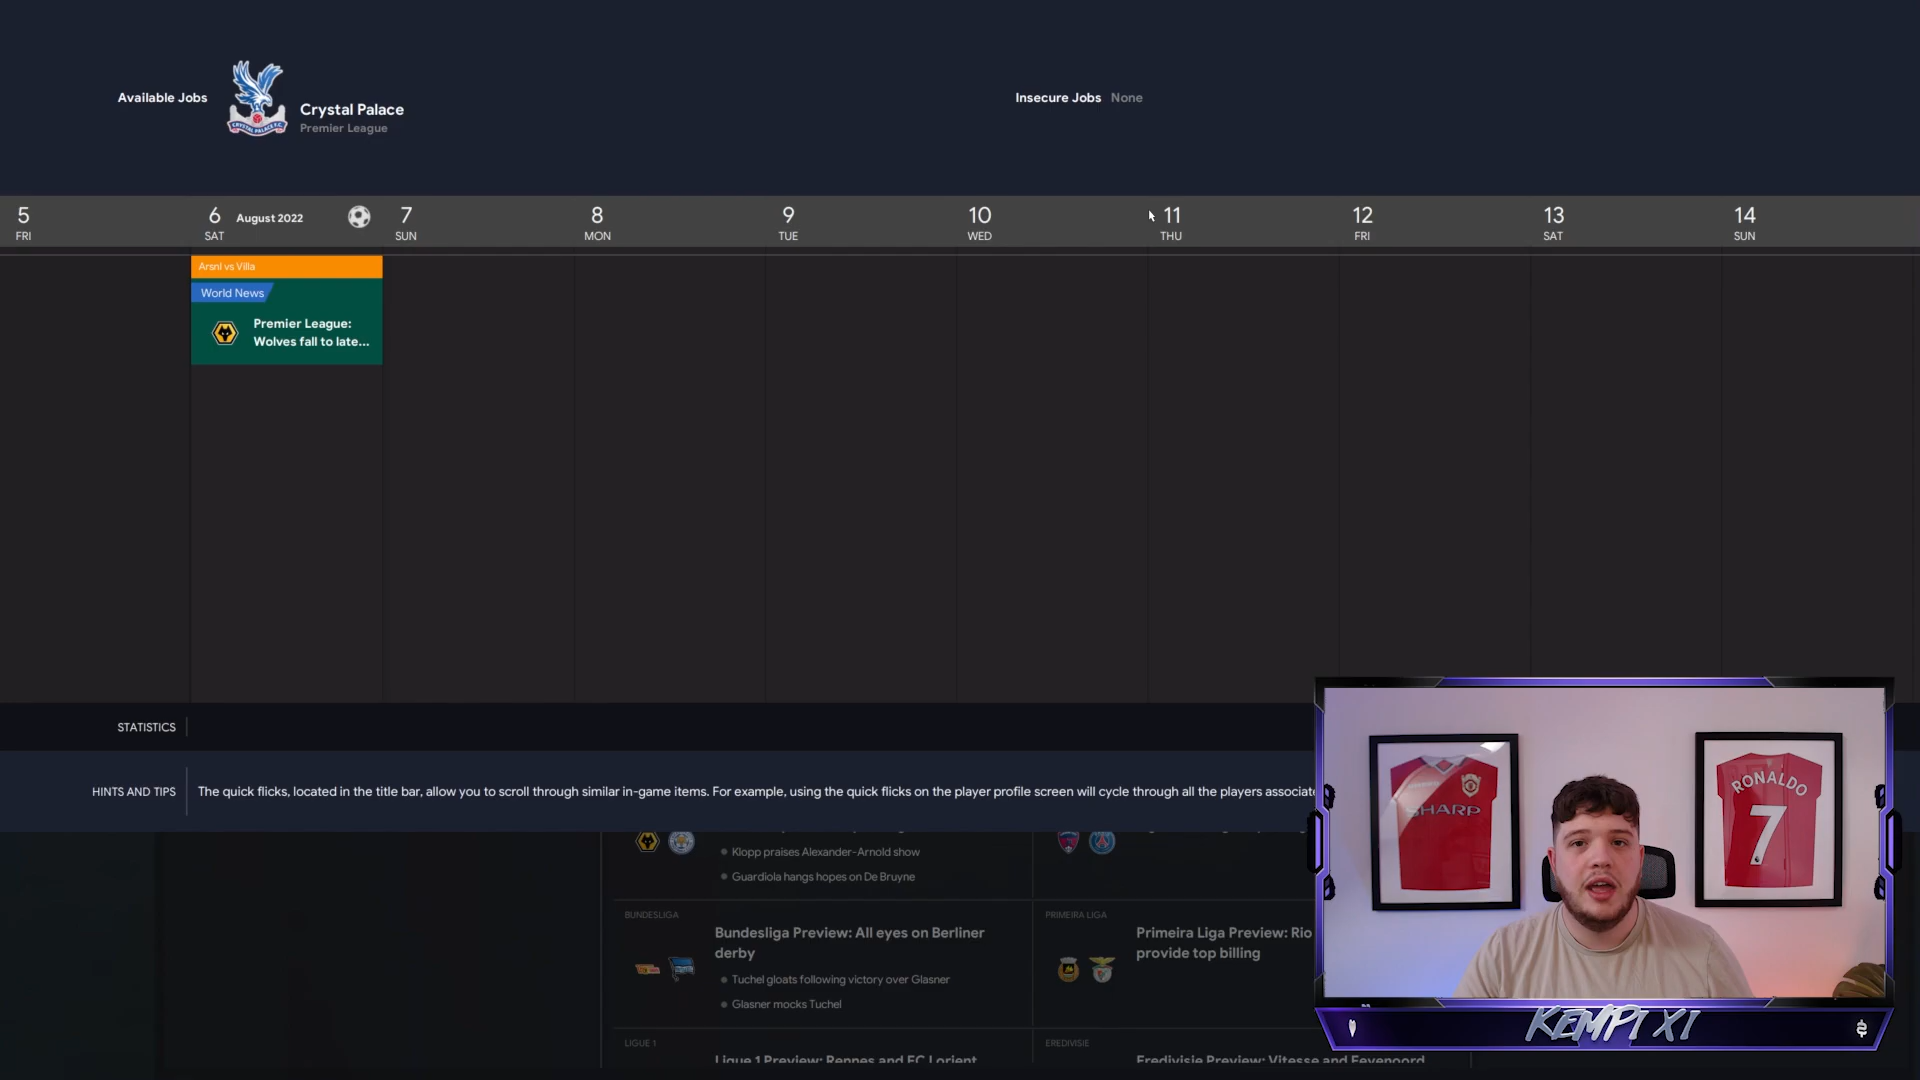 Available Jobs
Crystal Palace
Premier League
Insecure Jobs None
5 FRI
6 SAT August 2022
7 SUN
8 MON
9 TUE
10 WED
11 THU
12 FRI
13 SAT
14 SUN
Arsnl vs Villa
World News
Premier League:
Wolves fall to late...
STATISTICS
HINTS AND TIPS
The quick flicks, located in the title bar, allow you to scroll through similar in-game items. For example, using the quick flicks on the player profile screen will cycle through all the players associate
Klopp praises Alexander-Arnold show
Guardiola hangs hopes on De Bruyne
BUNDESLIGA
Bundesliga Preview: All eyes on Berliner
derby
Tuchel gloats following victory over Glasner
Glasner mocks Tuchel
PRIMEIRA LIGA
Primeira Liga Preview: Rio
provide top billing
LIGUE 1
Ligue 1 Preview: Rennes and FC Lorient
EREDIVISIE
Eredivisie Preview: Vitesse and Feyenoord
SHARP
RONALDO
7
KEMPI XI